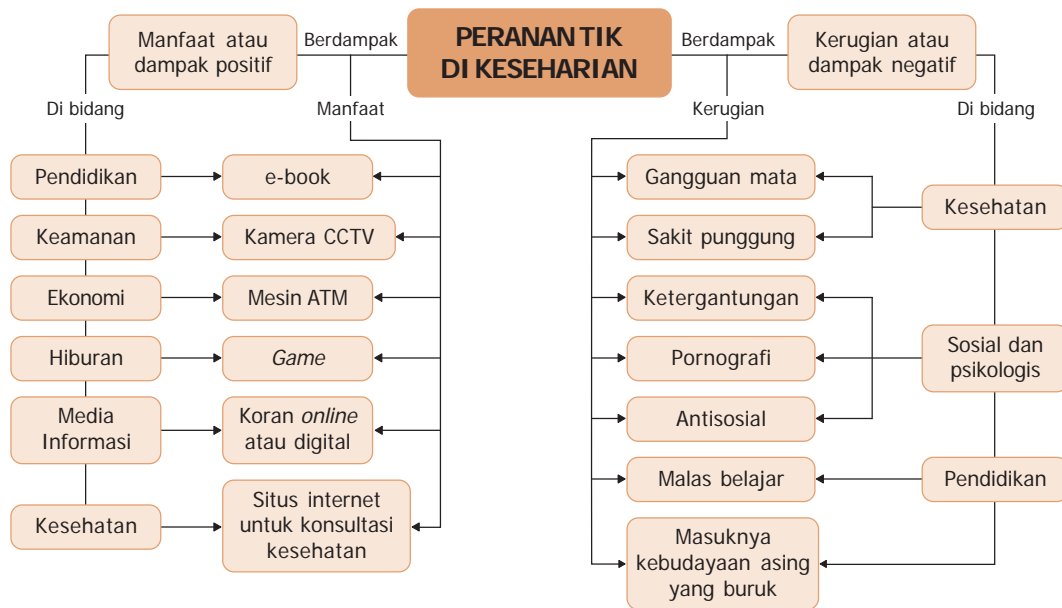 Manfaat atau
dampak positif
Berdampak
PERANAN TIK
DI KESEHARIAN
Berdampak
Kerugian atau
dampak negatif
Di bidang
Manfaat
Kerugian
Di bidang
Pendidikan
e-book
Keamanan
Kamera CCTV
Ekonomi
Mesin ATM
Hiburan
Game
Media
Informasi
Koran online
atau digital
Kesehatan
Situs internet
untuk konsultasi
kesehatan
Gangguan mata
Sakit punggung
Kesehatan
Ketergantungan
Pornografi
Antisosial
Sosial dan
psikologis
Malas belajar
Pendidikan
Masuknya
kebudayaan asing
yang buruk